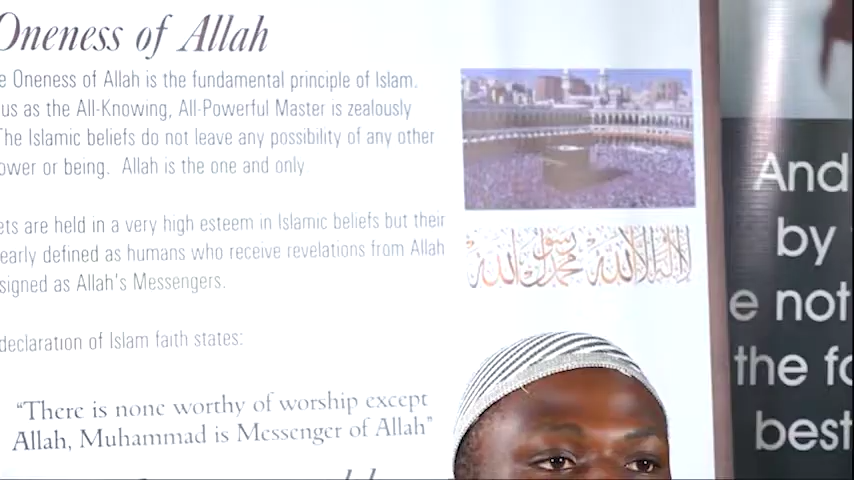 Oneness of Allah
e Oneness of Allah is the fundamental principle of Islam.
us as the All-Knowing, All-Powerful Master is zealously
The Islamic beliefs do not leave any possibility of any other
ower or being. Allah is the one and only
ets are held in a very high esteem in Islamic beliefs but their
early defined as humans who receive revelations from Allah
signed as Allah's Messengers.
declaration of Islam faith states:
“There is none worthy of worship except
Allah, Muhammad is Messenger of Allah”
لا إله إلا الله محمد رسول الله
And
by
e not
the fo
best